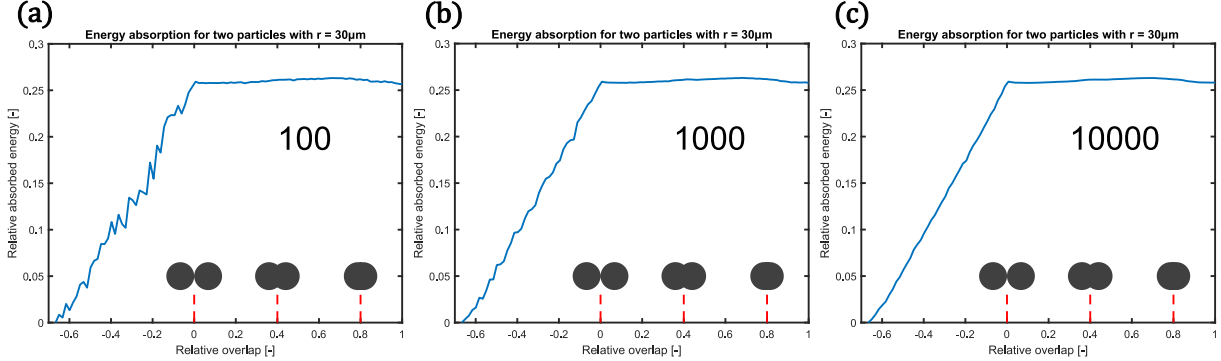 (a)
Energy absorption for two particles with r = 30μm
Relative absorbed energy [-]
0.3
0.25
0.2
0.15
0.1
0.05
0
100
-0.6 -0.4 -0.2 0 0.2 0.4 0.6 0.8 1
Relative overlap [-]
(b)
Energy absorption for two particles with r = 30μm
Relative absorbed energy [-]
0.3
0.25
0.2
0.15
0.1
0.05
0
1000
-0.6 -0.4 -0.2 0 0.2 0.4 0.6 0.8 1
Relative overlap [-]
(c)
Energy absorption for two particles with r = 30μm
Relative absorbed energy [-]
0.3
0.25
0.2
0.15
0.1
0.05
0
10000
-0.6 -0.4 -0.2 0 0.2 0.4 0.6 0.8 1
Relative overlap [-]